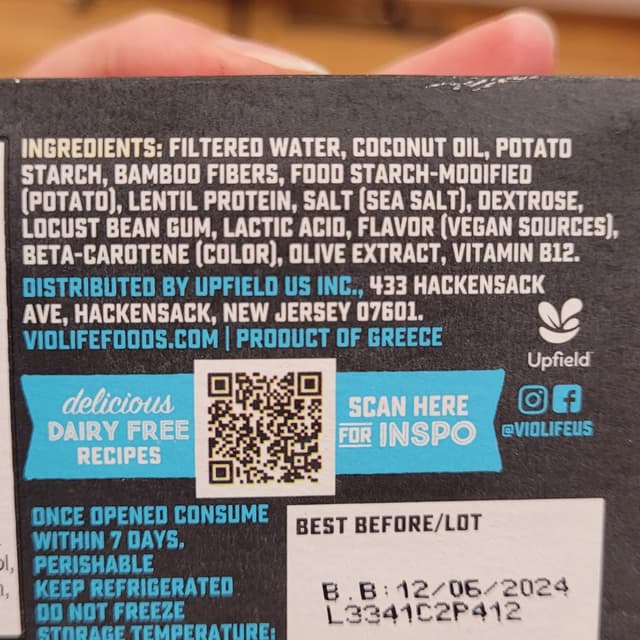 INGREDIENTS: FILTERED WATER, COCONUT OIL, POTATO
STARCH, BAMBOO FIBERS, FOOD STARCH-MODIFIED
(POTATO), LENTIL PROTEIN, SALT (SEA SALT), DEXTROSE,
LOCUST BEAN GUM, LACTIC ACID, FLAVOR (VEGAN SOURCES),
BETA-CAROTENE (COLOR), OLIVE EXTRACT, VITAMIN B12.
DISTRIBUTED BY UPFIELD US INC., 433 HACKENSACK
AVE, HACKENSACK, NEW JERSEY 07601.
VIOLIFEFOODS.COM | PRODUCT OF GREECE
Upfield
delicious
DAIRY FREE
RECIPES
SCAN HERE
FOR INSPO
@VIOLIFEUS
ONCE OPENED CONSUME
WITHIN 7 DAYS.
PERISHABLE
KEEP REFRIGERATED
DO NOT FREEZE
STORAGE TEMPERATURE:
BEST BEFORE/LOT
B.B:12/06/2024
L3341C2P412